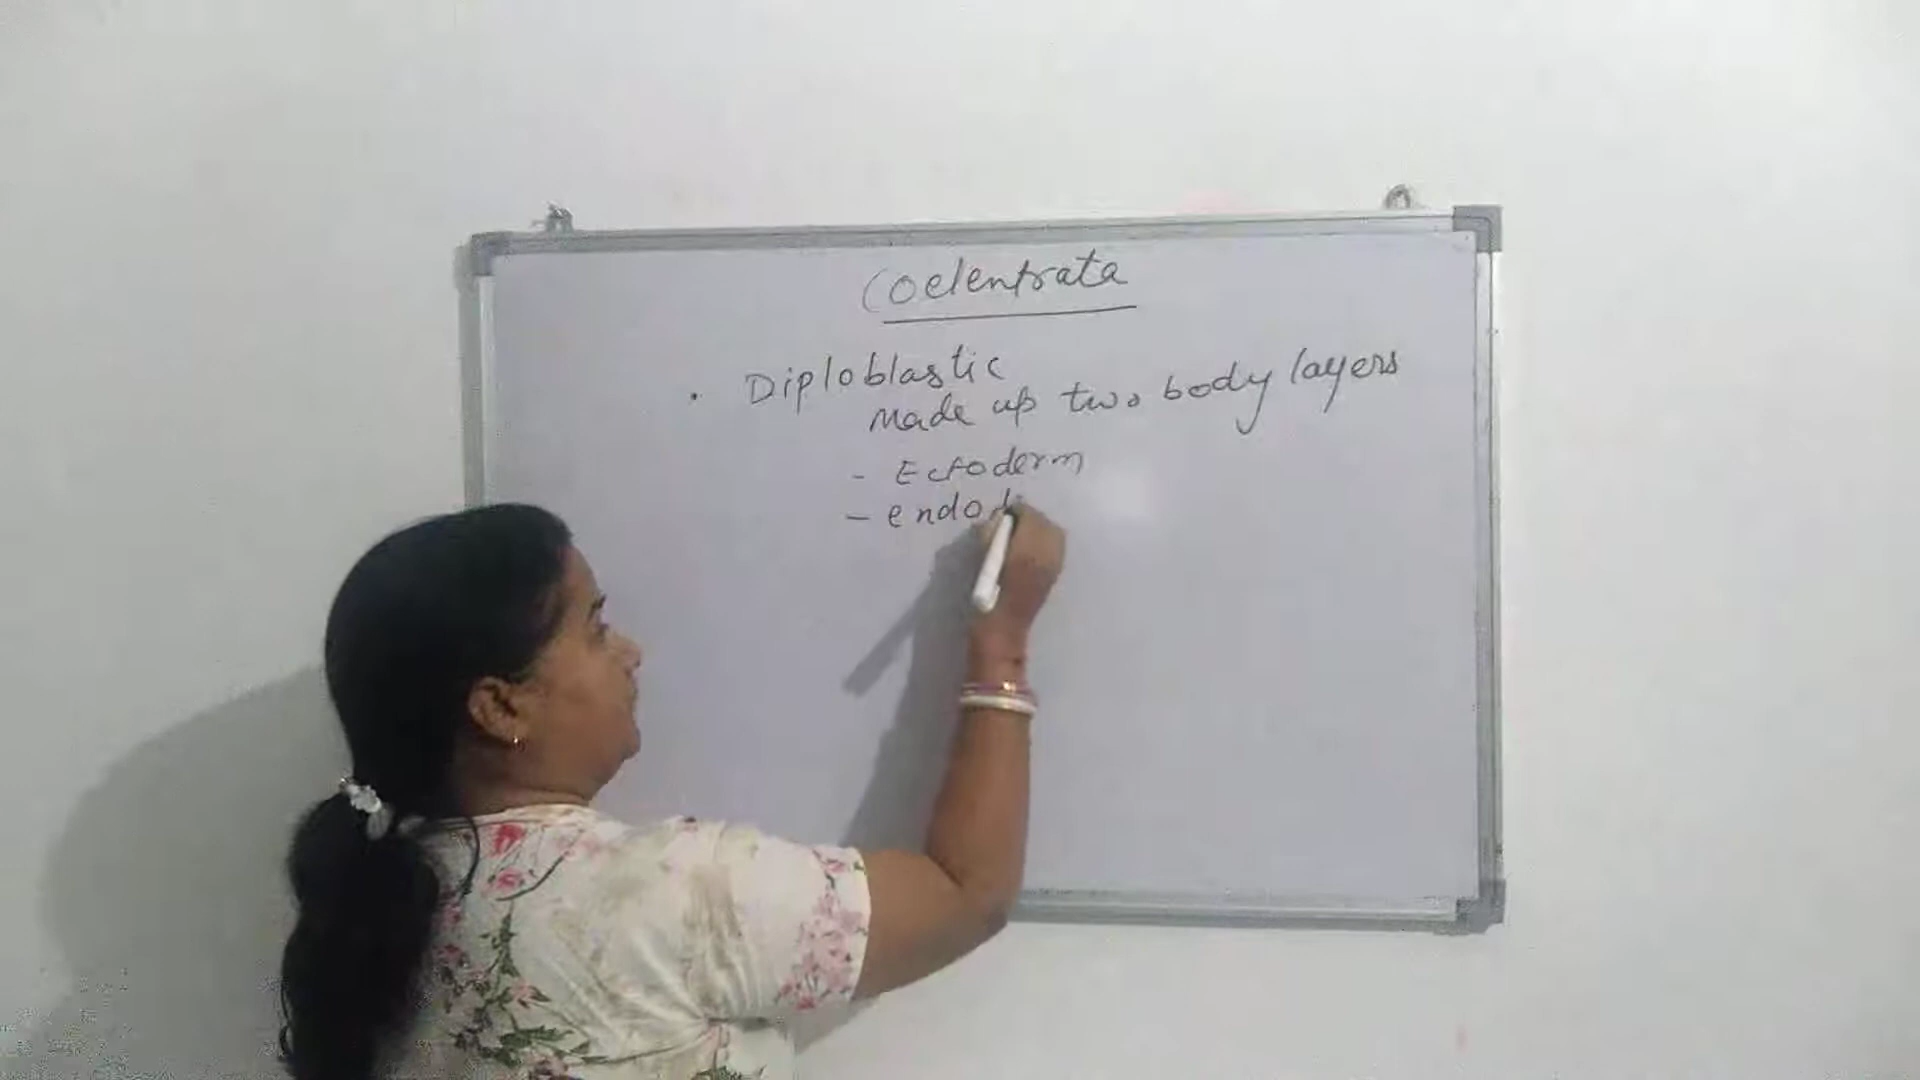 Coelentrata
. Diploblastic
Made up two body layers
- Ectoderm
- endod